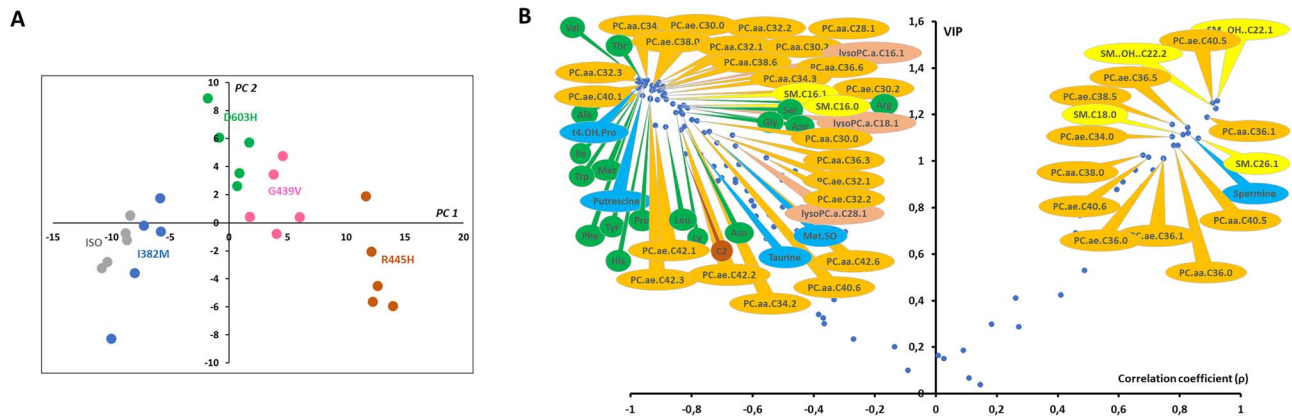 A
PC 2
10
8
6
4
2
0
-2
-4
-6
-8
-10
-15
-10
-5
0
5
10
15
20
PC 1
D603H
G439V
ISO
I382M
R445H
B
VIP
1,6
1,4
1,2
1
0,8
0,6
0,4
0,2
0
-1
-0,8
-0,6
-0,4
-0,2
0
0,2
0,4
0,6
0,8
1
Correlation coefficient (ρ)
Val
Thr
PC.aa.C34
PC.ae.C30.0
PC.aa.C32.2
PC.aa.C28.1
PC.ae.C38.0
PC.aa.C32.1
lysoPC.a.C16.1
PC.aa.C32.3
PC.aa.C38.6
PC.aa.C36.6
PC.aa.C34.3
PC.ae.C40.1
SM.C16.1
PC.ae.C30.2
Ala
Ser
SM.C16.0
Arg
t4.OH.Pro
Gly
Asp
lysoPC.a.C18.1
PC.aa.C30.0
Ile
PC.aa.C36.3
Trp
Met
PC.ae.C32.1
Putrescine
PC.ae.C32.2
lysoPC.a.C28.1
Pro
Leu
Phe
Tyr
Asn
Met.SO
His
PC.ae.C42.1
C2
Taurine
PC.aa.C42.6
PC.ae.C42.3
PC.ae.C42.2
PC.aa.C40.6
PC.aa.C34.2
SM..OH..C22.1
PC.ae.C40.5
SM..OH..C22.2
PC.ae.C36.5
PC.ae.C38.5
SM.C18.0
PC.aa.C36.1
PC.ae.C34.0
SM.C26.1
PC.aa.C38.0
Spermine
PC.ae.C40.6
PC.aa.C40.5
PC.ae.C36.0
PC.ae.C36.1
PC.aa.C36.0